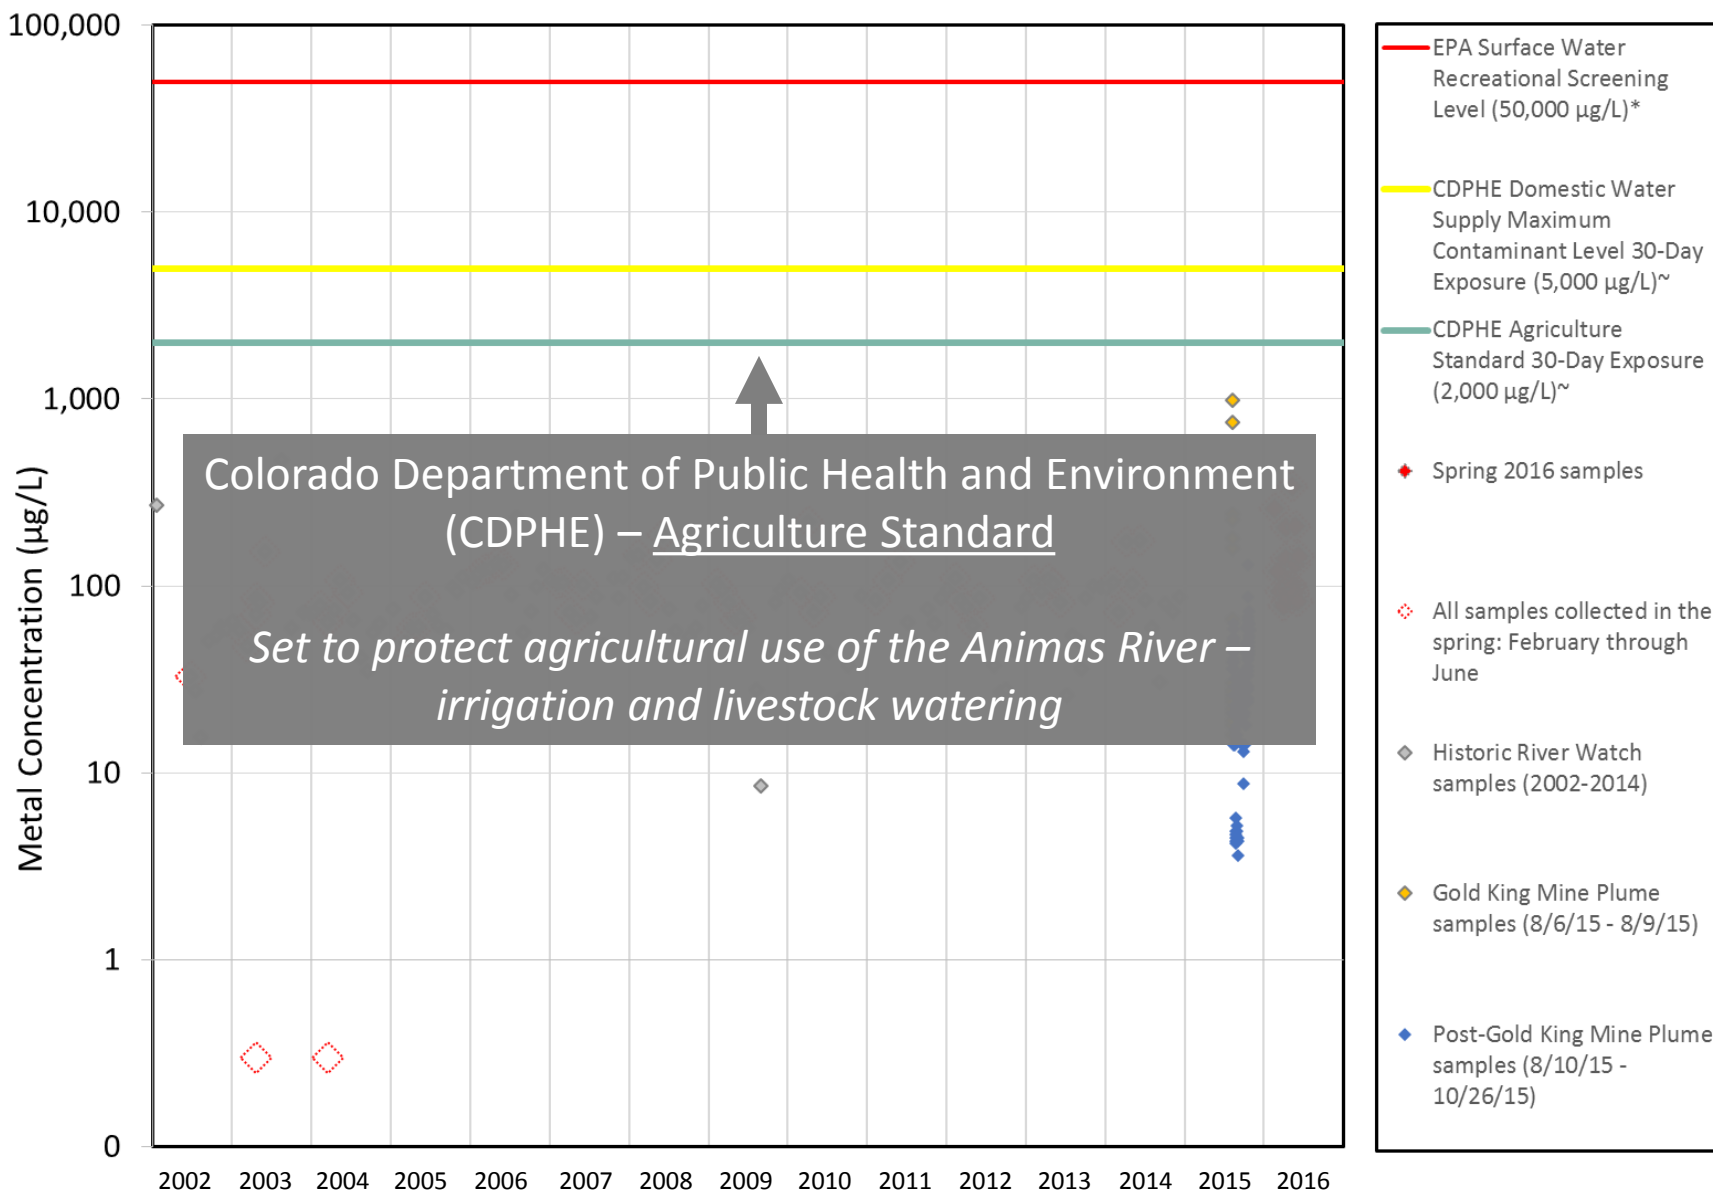 100,000
10,000
1,000
100
10
1
0
Metal Concentration (µg/L)
2002 2003 2004 2005 2006 2007 2008 2009 2010 2011 2012 2013 2014 2015 2016
Colorado Department of Public Health and Environment
(CDPHE) – Agriculture Standard
Set to protect agricultural use of the Animas River –
irrigation and livestock watering
EPA Surface Water
Recreational Screening
Level (50,000 µg/L)*
CDPHE Domestic Water
Supply Maximum
Contaminant Level 30-Day
Exposure (5,000 µg/L)~
CDPHE Agriculture
Standard 30-Day Exposure
(2,000 µg/L)~
Spring 2016 samples
All samples collected in the
spring: February through
June
Historic River Watch
samples (2002-2014)
Gold King Mine Plume
samples (8/6/15 - 8/9/15)
Post-Gold King Mine Plume
samples (8/10/15 -
10/26/15)